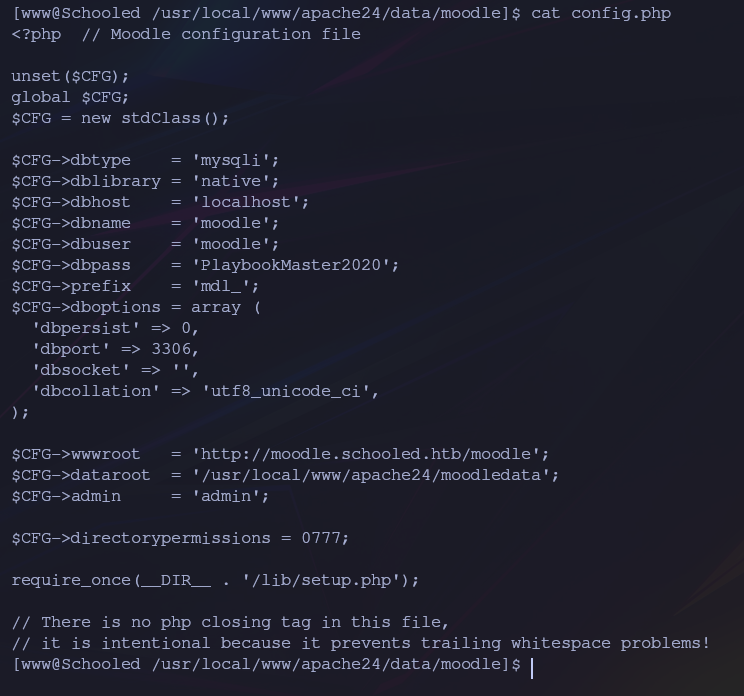 [www@Schooled /usr/local/www/apache24/data/moodle]$ cat config.php
<?php  // Moodle configuration file

unset($CFG);
global $CFG;
$CFG = new stdClass();

$CFG->dbtype    = 'mysqli';
$CFG->dblibrary = 'native';
$CFG->dbhost    = 'localhost';
$CFG->dbname    = 'moodle';
$CFG->dbuser    = 'moodle';
$CFG->dbpass    = 'PlaybookMaster2020';
$CFG->prefix    = 'mdl_';
$CFG->dboptions = array (
  'dbpersist' => 0,
  'dbport' => 3306,
  'dbsocket' => '',
  'dbcollation' => 'utf8_unicode_ci',
);

$CFG->wwwroot   = 'http://moodle.schooled.htb/moodle';
$CFG->dataroot  = '/usr/local/www/apache24/moodledata';
$CFG->admin     = 'admin';

$CFG->directorypermissions = 0777;

require_once(__DIR__ . '/lib/setup.php');

// There is no php closing tag in this file,
// it is intentional because it prevents trailing whitespace problems!
[www@Schooled /usr/local/www/apache24/data/moodle]$